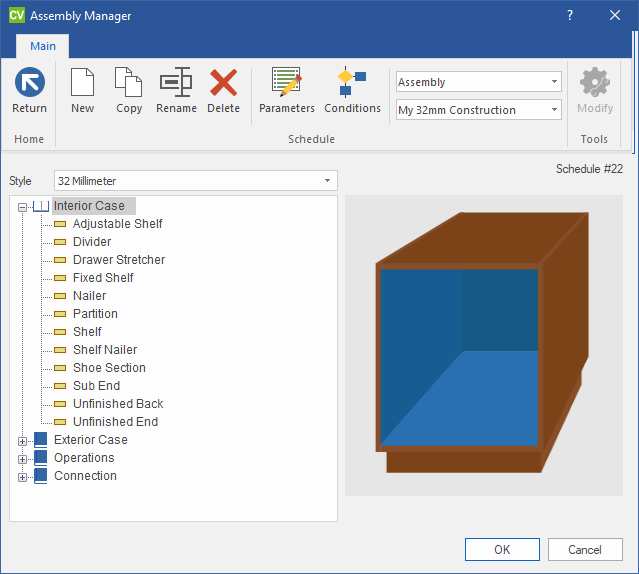 CV Assembly Manager ?
Main
Return New Copy Rename Delete Parameters Conditions Assembly Modify
My 32mm Construction
Home Schedule Tools
Schedule #22
Style 32 Millimeter
Interior Case
Adjustable Shelf
Divider
Drawer Stretcher
Fixed Shelf
Nailer
Partition
Shelf
Shelf Nailer
Shoe Section
Sub End
Unfinished Back
Unfinished End
Exterior Case
Operations
Connection
OK Cancel